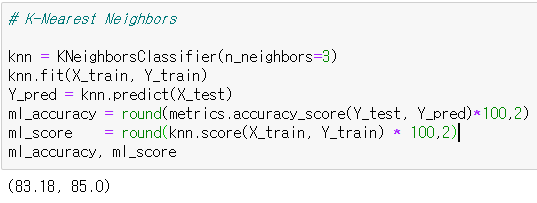 # K-Nearest Neighbors
knn = KNeighborsClassifier(n_neighbors=3)
knn.fit(X_train, Y_train)
Y_pred = knn.predict(X_test)
ml_accuracy = round(metrics.accuracy_score(Y_test, Y_pred)*100,2)
ml_score   = round(knn.score(X_train, Y_train) * 100,2)
ml_accuracy, ml_score
(83.18, 85.0)